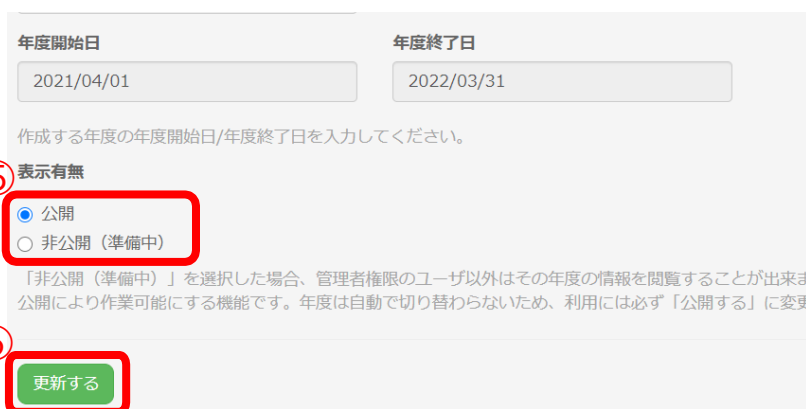 年度開始日 年度終了日
2021/04/01 2022/03/31
作成する年度の年度開始日/年度終了日を入力してください。
表示有無
公開
非公開（準備中）
「非公開（準備中）」を選択した場合、管理者権限のユーザ以外はその年度の情報を閲覧することが出来ま
公開により作業可能にする機能です。年度は自動で切り替わらないため、利用には必ず「公開する」に変更
更新する